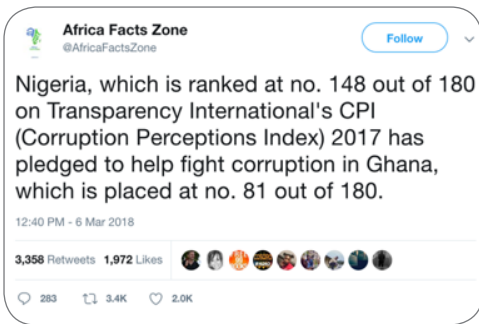 Africa Facts Zone
@AfricaFactsZone
Follow
Nigeria, which is ranked at no. 148 out of 180
on Transparency International's CPI
(Corruption Perceptions Index) 2017 has
pledged to help fight corruption in Ghana,
which is placed at no. 81 out of 180.
12:40 PM - 6 Mar 2018
3,358 Retweets 1,972 Likes
283 3.4K 2.0K